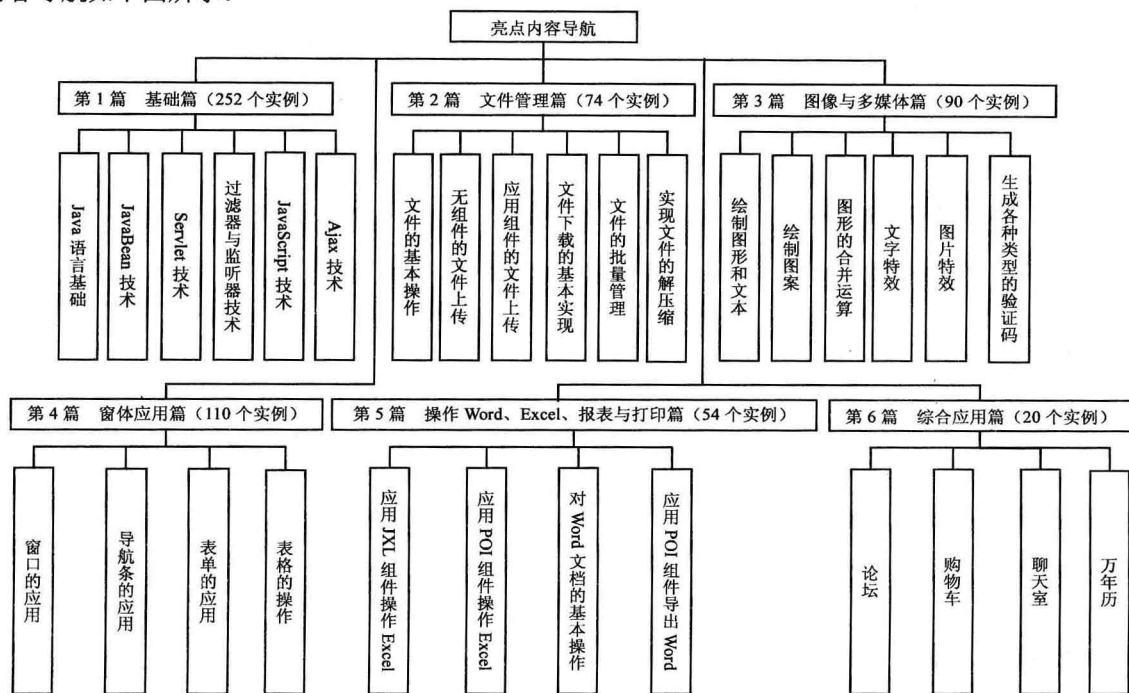 亮点内容导航
第 1 篇 基础篇（252 个实例）
第 2 篇 文件管理篇（74 个实例）
第 3 篇 图像与多媒体篇（90 个实例）
Java 语言基础
JavaBean 技术
Servlet 技术
过滤器与监听器技术
JavaScript 技术
Ajax 技术
文件的基本操作
无组件的文件上传
应用组件的文件上传
文件下载的基本实现
文件的批量管理
实现文件的解压缩
绘制图形和文本
绘制图案
图形的合并运算
文字特效
图片特效
生成各种类型的验证码
第 4 篇 窗体应用篇（110 个实例）
第 5 篇 操作 Word、Excel、报表与打印篇（54 个实例）
第 6 篇 综合应用篇（20 个实例）
窗口的应用
导航条的应用
表单的应用
表格的操作
应用 JXL 组件操作 Excel
应用 POI 组件操作 Excel
对 Word 文档的基本操作
应用 POI 组件导出 Word
论坛
购物车
聊天室
万年历